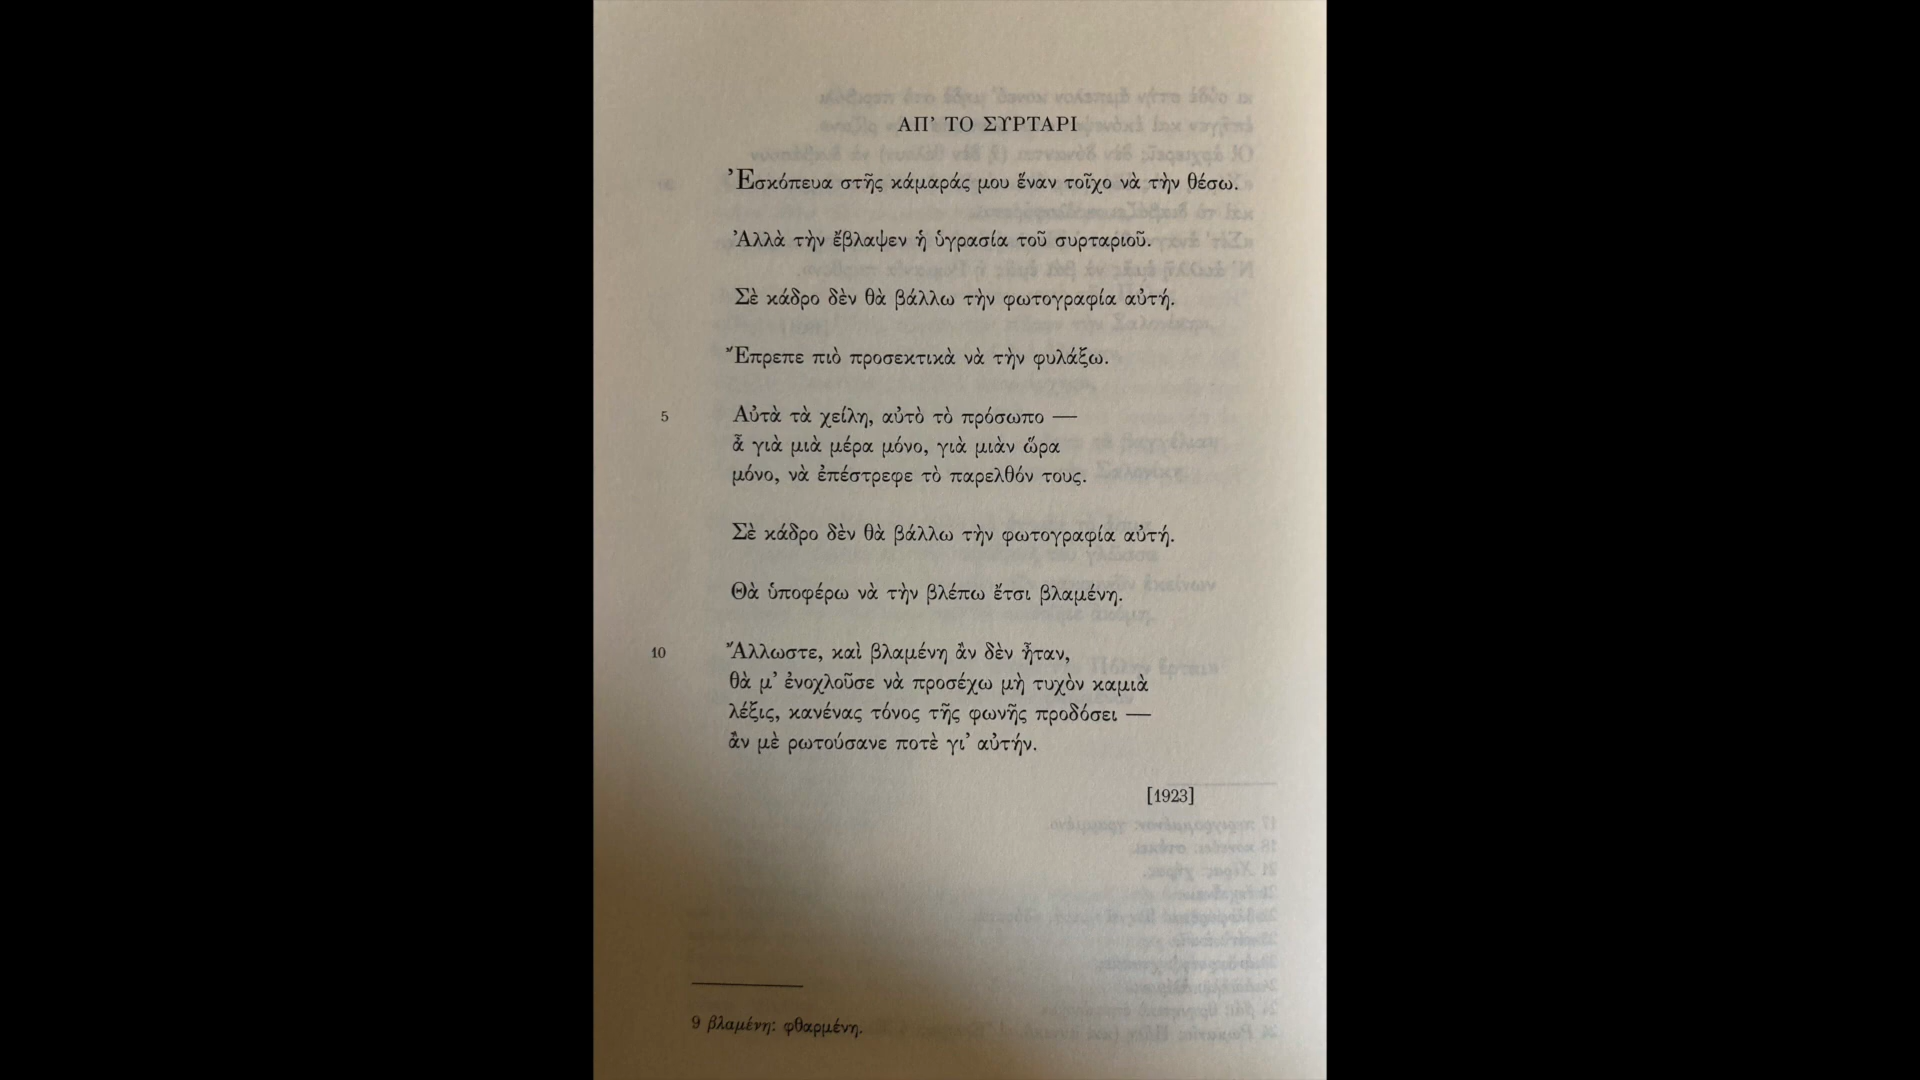 ΑΠ' ΤΟ ΣΥΡΤΑΡΙ
Ἐσκόπευα στῆς κάμαράς μου ἕναν τοῖχο νὰ τὴν θέσω.
Ἀλλὰ τὴν ἔβλαψεν ἡ ὑγρασία τοῦ συρταριοῦ.
Σὲ κάδρο δὲν θὰ βάλλω τὴν φωτογραφία αὐτή.
Ἔπρεπε πιὸ προσεκτικὰ νὰ τὴν φυλάξω.
5 Αὐτὰ τὰ χείλη, αὐτὸ τὸ πρόσωπο —
ἆ γιὰ μιὰ μέρα μόνο, γιὰ μιὰν ὥρα
μόνο, νὰ ἐπέστρεφε τὸ παρελθόν τους.
Σὲ κάδρο δὲν θὰ βάλλω τὴν φωτογραφία αὐτή.
Θὰ ὑποφέρω νὰ τὴν βλέπω ἔτσι βλαμένη.
10 Ἄλλωστε, καὶ βλαμένη ἂν δὲν ἦταν,
θὰ μ' ἐνοχλοῦσε νὰ προσέχω μὴ τυχὸν καμιὰ
λέξις, κανένας τόνος τῆς φωνῆς προδόσει —
ἂν μὲ ρωτούσανε ποτὲ γι' αὐτήν.
[1923]
9 βλαμένη: φθαρμένη.